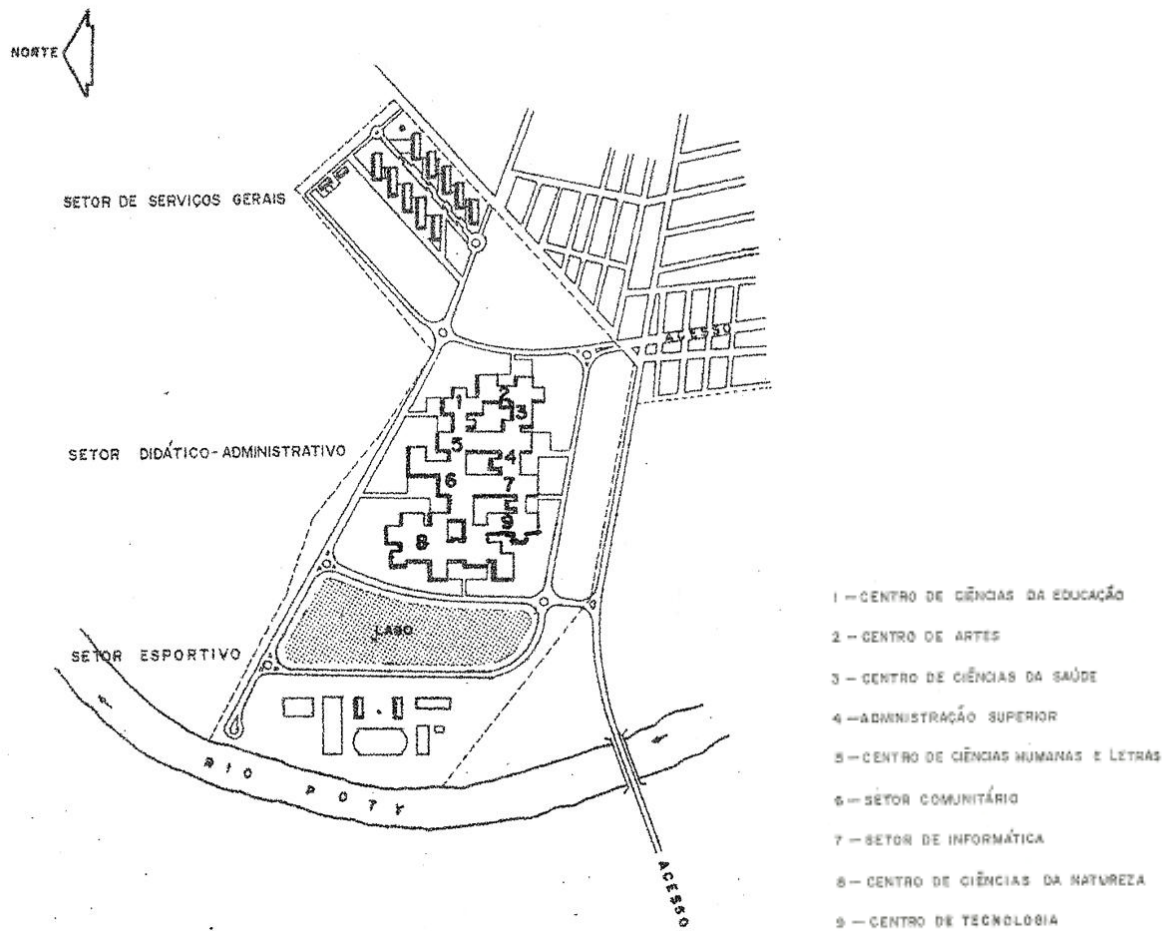 NORTE
SETOR DE SERVIÇOS GERAIS
ACESSO
2
1
3
5
SETOR DIDÁTICO-ADMINISTRATIVO
4
6
7
9
8
LAGO
SETOR ESPORTIVO
RIO POTY
ACESSO
1 — CENTRO DE CIÊNCIAS DA EDUCAÇÃO
2 — CENTRO DE ARTES
3 — CENTRO DE CIÊNCIAS DA SAÚDE
4 — ADMINISTRAÇÃO SUPERIOR
5 — CENTRO DE CIÊNCIAS HUMANAS E LETRAS
6 — SETOR COMUNITÁRIO
7 — SETOR DE INFORMÁTICA
8 — CENTRO DE CIÊNCIAS DA NATUREZA
9 — CENTRO DE TECNOLOGIA